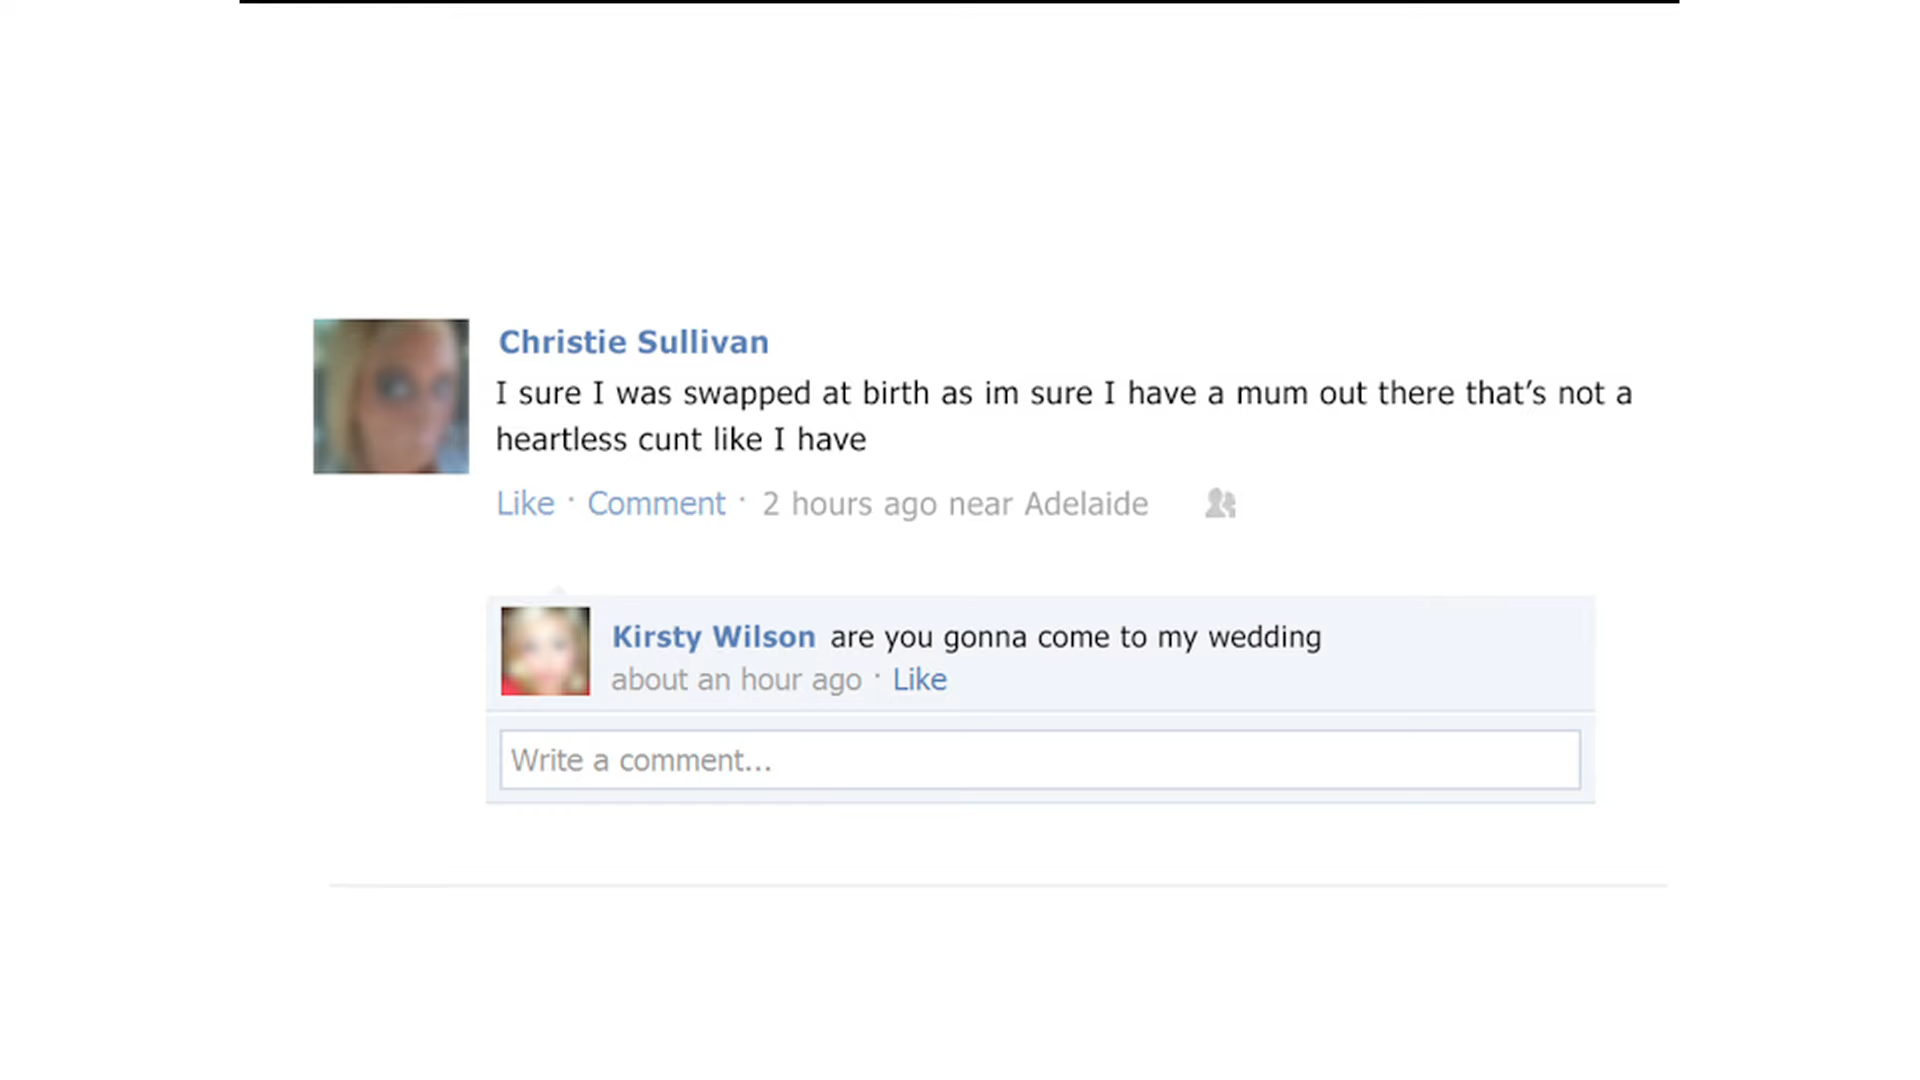 Christie Sullivan
I sure I was swapped at birth as im sure I have a mum out there that’s not a
heartless cunt like I have
Like · Comment · 2 hours ago near Adelaide
Kirsty Wilson are you gonna come to my wedding
about an hour ago · Like
Write a comment...